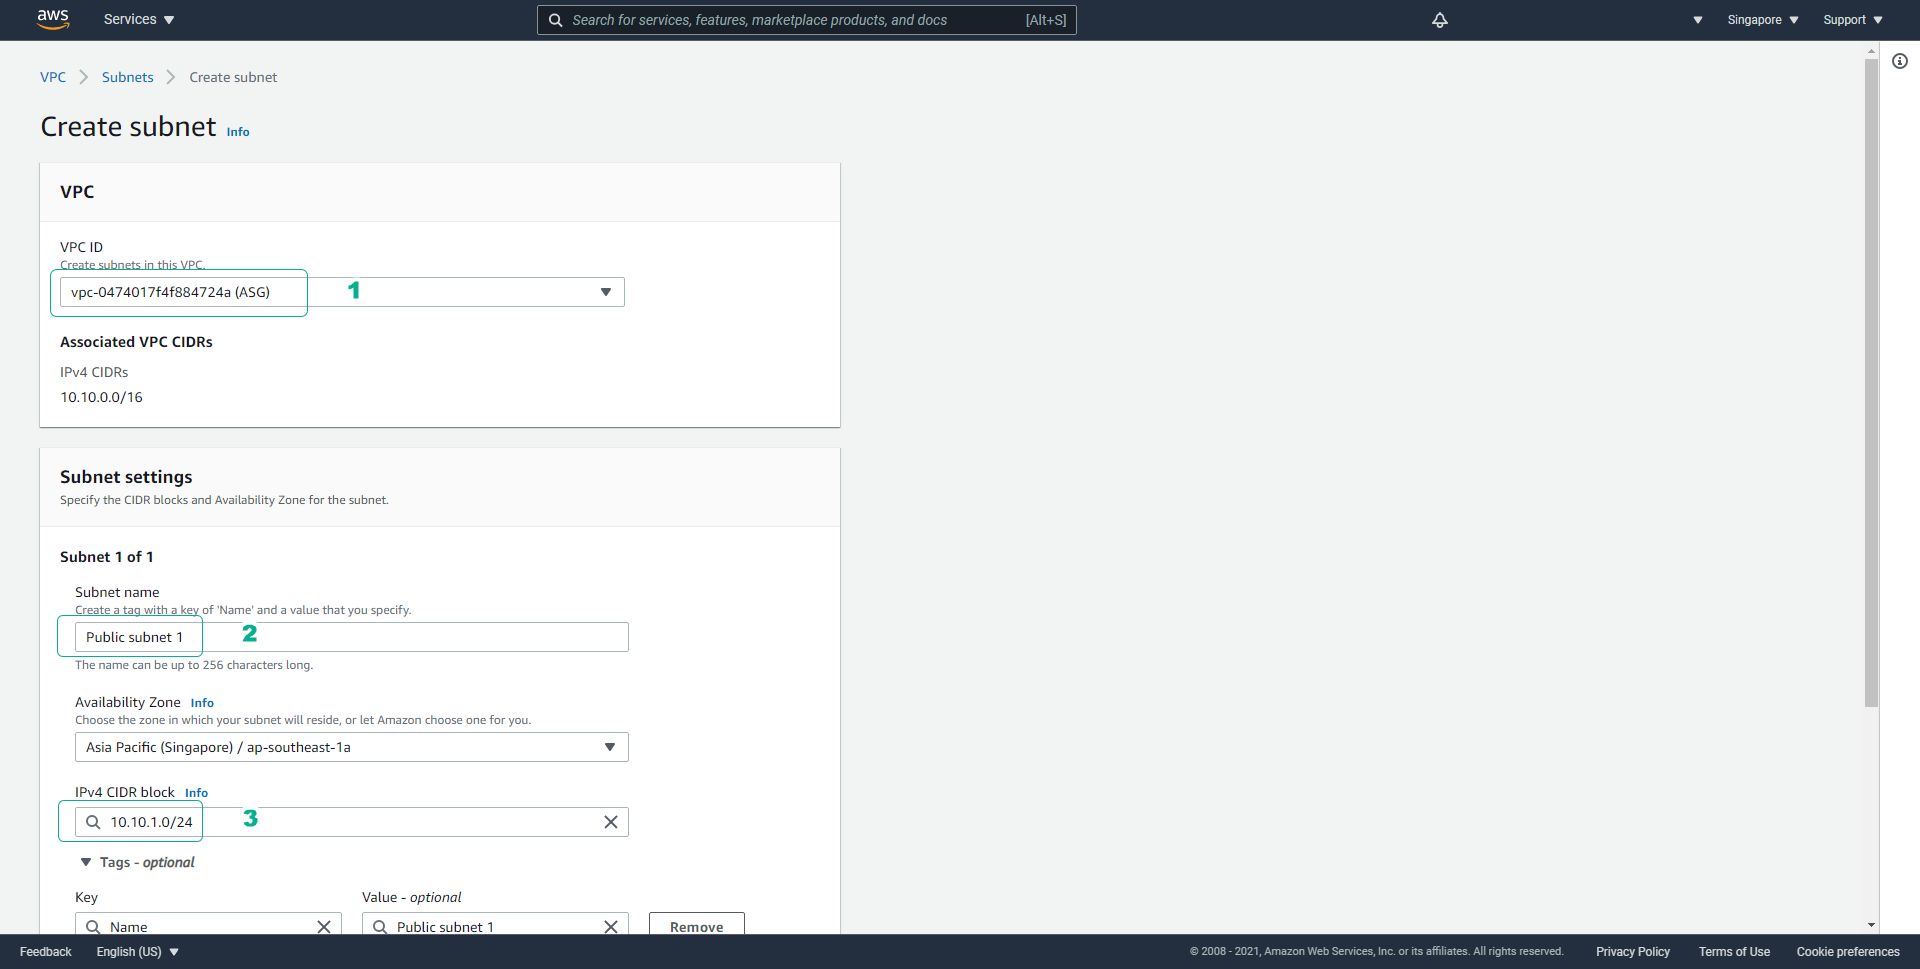 aws Services Search for services, features, marketplace products, and docs [Alt+S] Singapore Support
VPC Subnets Create subnet
Create subnet Info
VPC
VPC ID
Create subnets in this VPC.
vpc-0474017f4f884724a (ASG) 1
Associated VPC CIDRs
IPv4 CIDRs
10.10.0.0/16
Subnet settings
Specify the CIDR blocks and Availability Zone for the subnet.
Subnet 1 of 1
Subnet name
Create a tag with a key of 'Name' and a value that you specify.
Public subnet 1 2
The name can be up to 256 characters long.
Availability Zone Info
Choose the zone in which your subnet will reside, or let Amazon choose one for you.
Asia Pacific (Singapore) / ap-southeast-1a
IPv4 CIDR block Info
10.10.1.0/24 3
Tags - optional
Key Value - optional
Name Public subnet 1 Remove
Feedback English (US) © 2008 - 2021, Amazon Web Services, Inc. or its affiliates. All rights reserved. Privacy Policy Terms of Use Cookie preferences